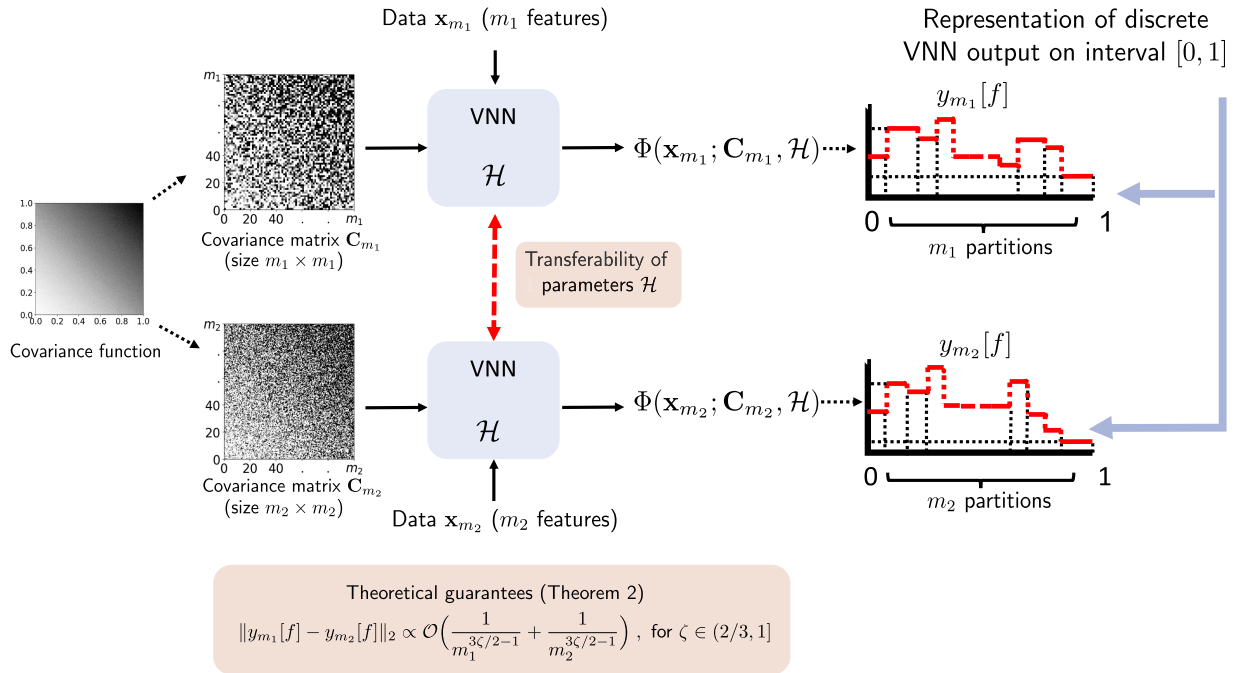 Data x_{m_1} (m_1 features)
Representation of discrete
VNN output on interval [0, 1]
m_1
.
.
40
20
0
0 20 40 . . m_1
Covariance matrix C_{m_1}
(size m_1 × m_1)
VNN
ℋ
Φ(x_{m_1}; C_{m_1}, ℋ)
y_{m_1}[f]
0 1
m_1 partitions
1.0
0.8
0.6
0.4
0.2
0.0
0.0 0.2 0.4 0.6 0.8 1.0
Covariance function
Transferability of
parameters ℋ
m_2
.
.
40
20
0
0 20 40 . . m_2
Covariance matrix C_{m_2}
(size m_2 × m_2)
VNN
ℋ
Φ(x_{m_2}; C_{m_2}, ℋ)
y_{m_2}[f]
0 1
m_2 partitions
Data x_{m_2} (m_2 features)
Theoretical guarantees (Theorem 2)
‖y_{m_1}[f] − y_{m_2}[f]‖_2 ∝ 𝒪(1/m_1^{3ζ/2−1} + 1/m_2^{3ζ/2−1}) , for ζ ∈ (2/3, 1]